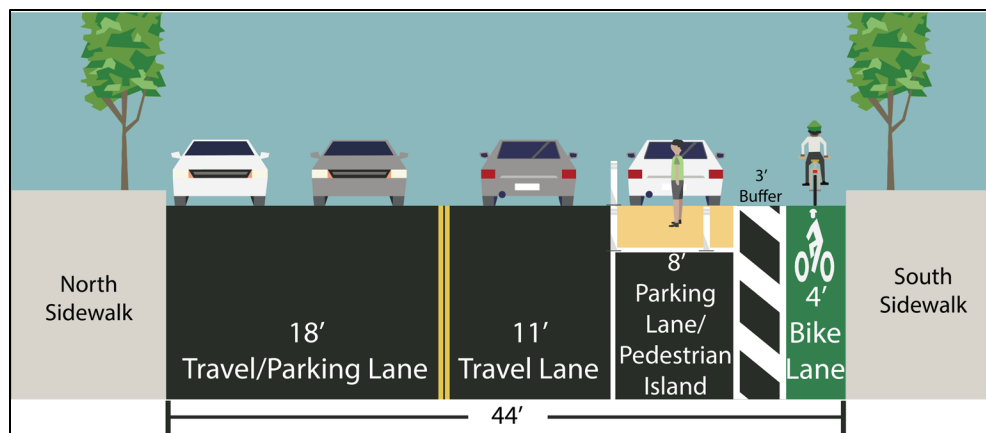 North
Sidewalk
18’
Travel/Parking Lane
11’
Travel Lane
8’
Parking
Lane/
Pedestrian
Island
3’
Buffer
4’
Bike
Lane
South
Sidewalk
44’